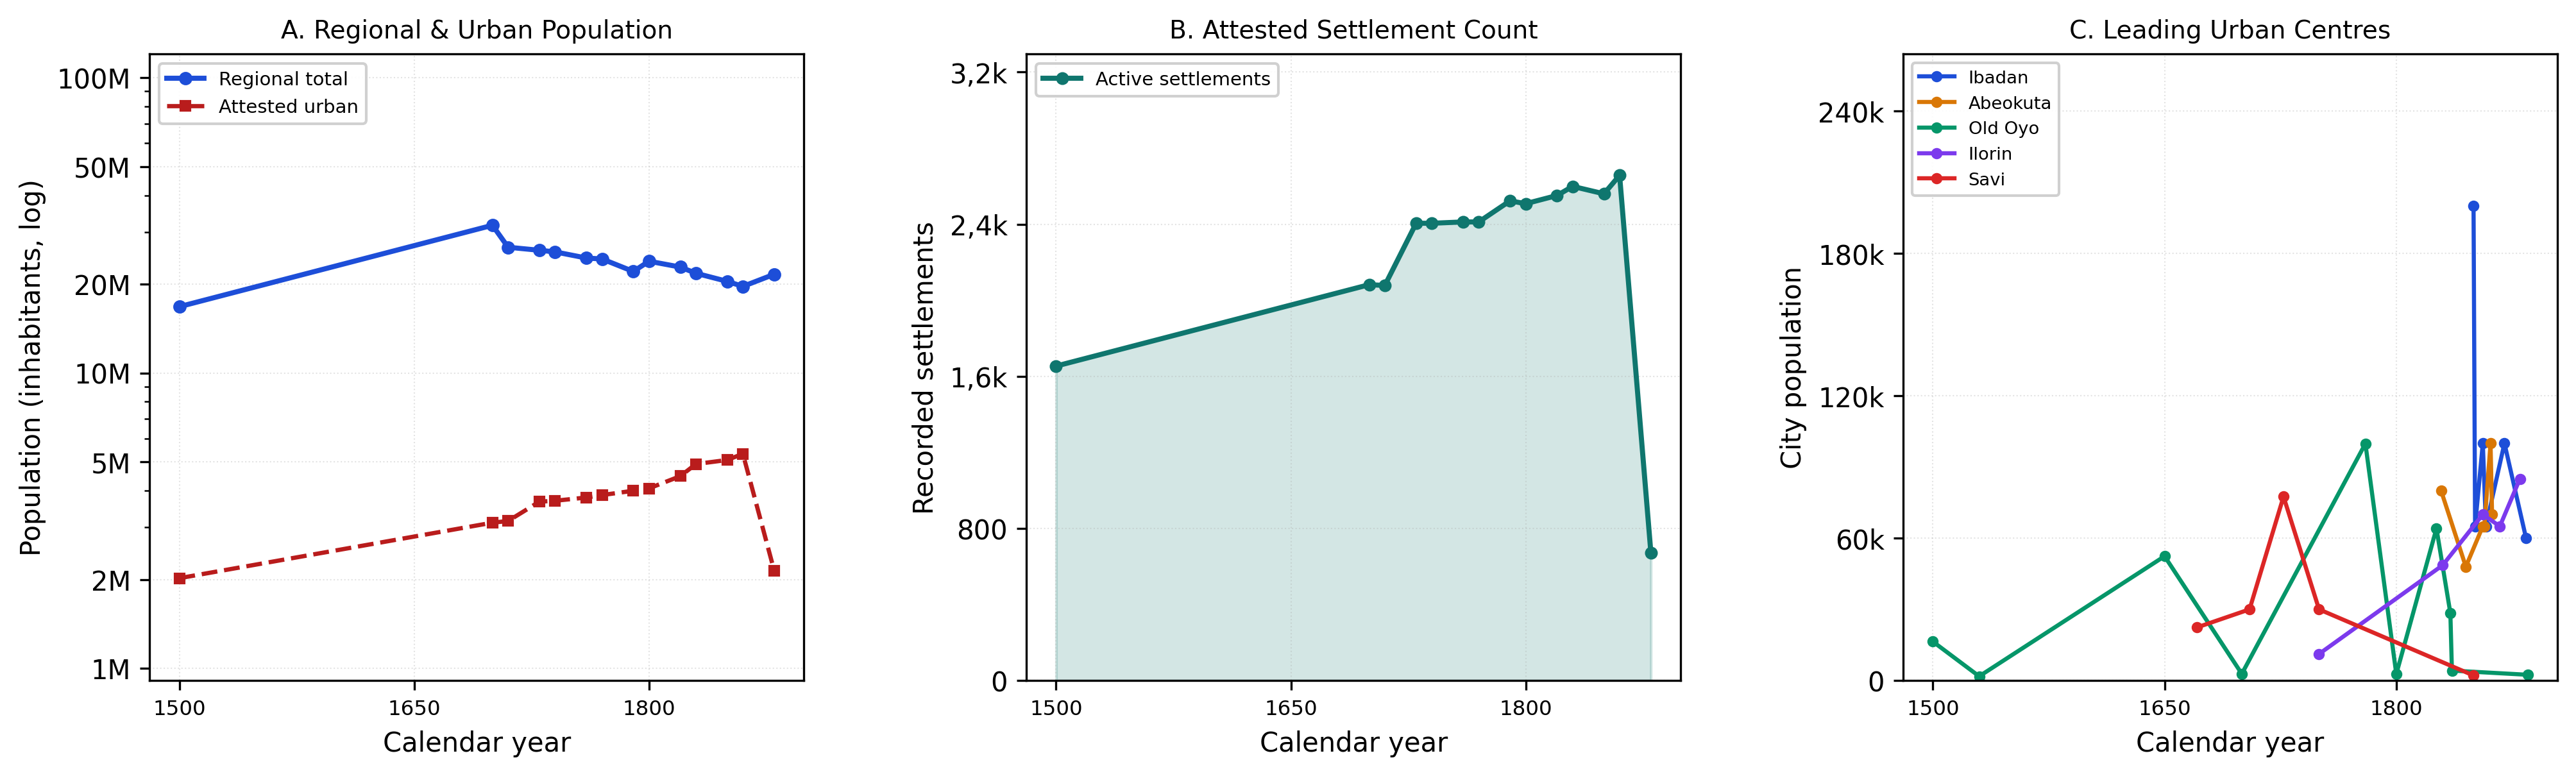 A. Regional & Urban Population
Regional total
Attested urban
100M
50M
20M
10M
5M
2M
1M
Population (inhabitants, log)
1500
1650
1800
Calendar year
B. Attested Settlement Count
Active settlements
3,2k
2,4k
1,6k
800
0
Recorded settlements
1500
1650
1800
Calendar year
C. Leading Urban Centres
Ibadan
Abeokuta
Old Oyo
Ilorin
Savi
240k
180k
120k
60k
0
City population
1500
1650
1800
Calendar year